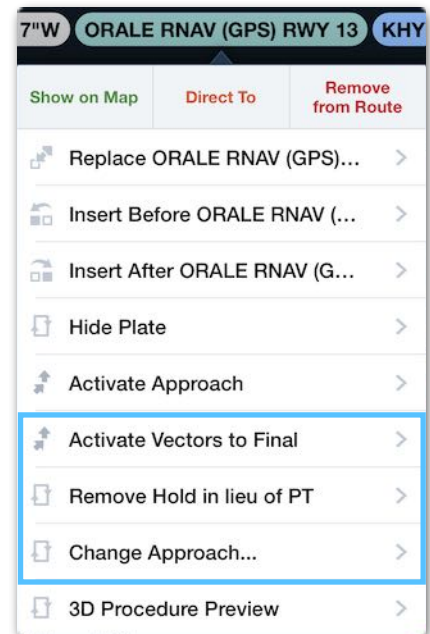 7"W ORALE RNAV (GPS) RWY 13 KHY
Show on Map Direct To Remove from Route
Replace ORALE RNAV (GPS)...
Insert Before ORALE RNAV (...
Insert After ORALE RNAV (G...
Hide Plate
Activate Approach
Activate Vectors to Final
Remove Hold in lieu of PT
Change Approach...
3D Procedure Preview